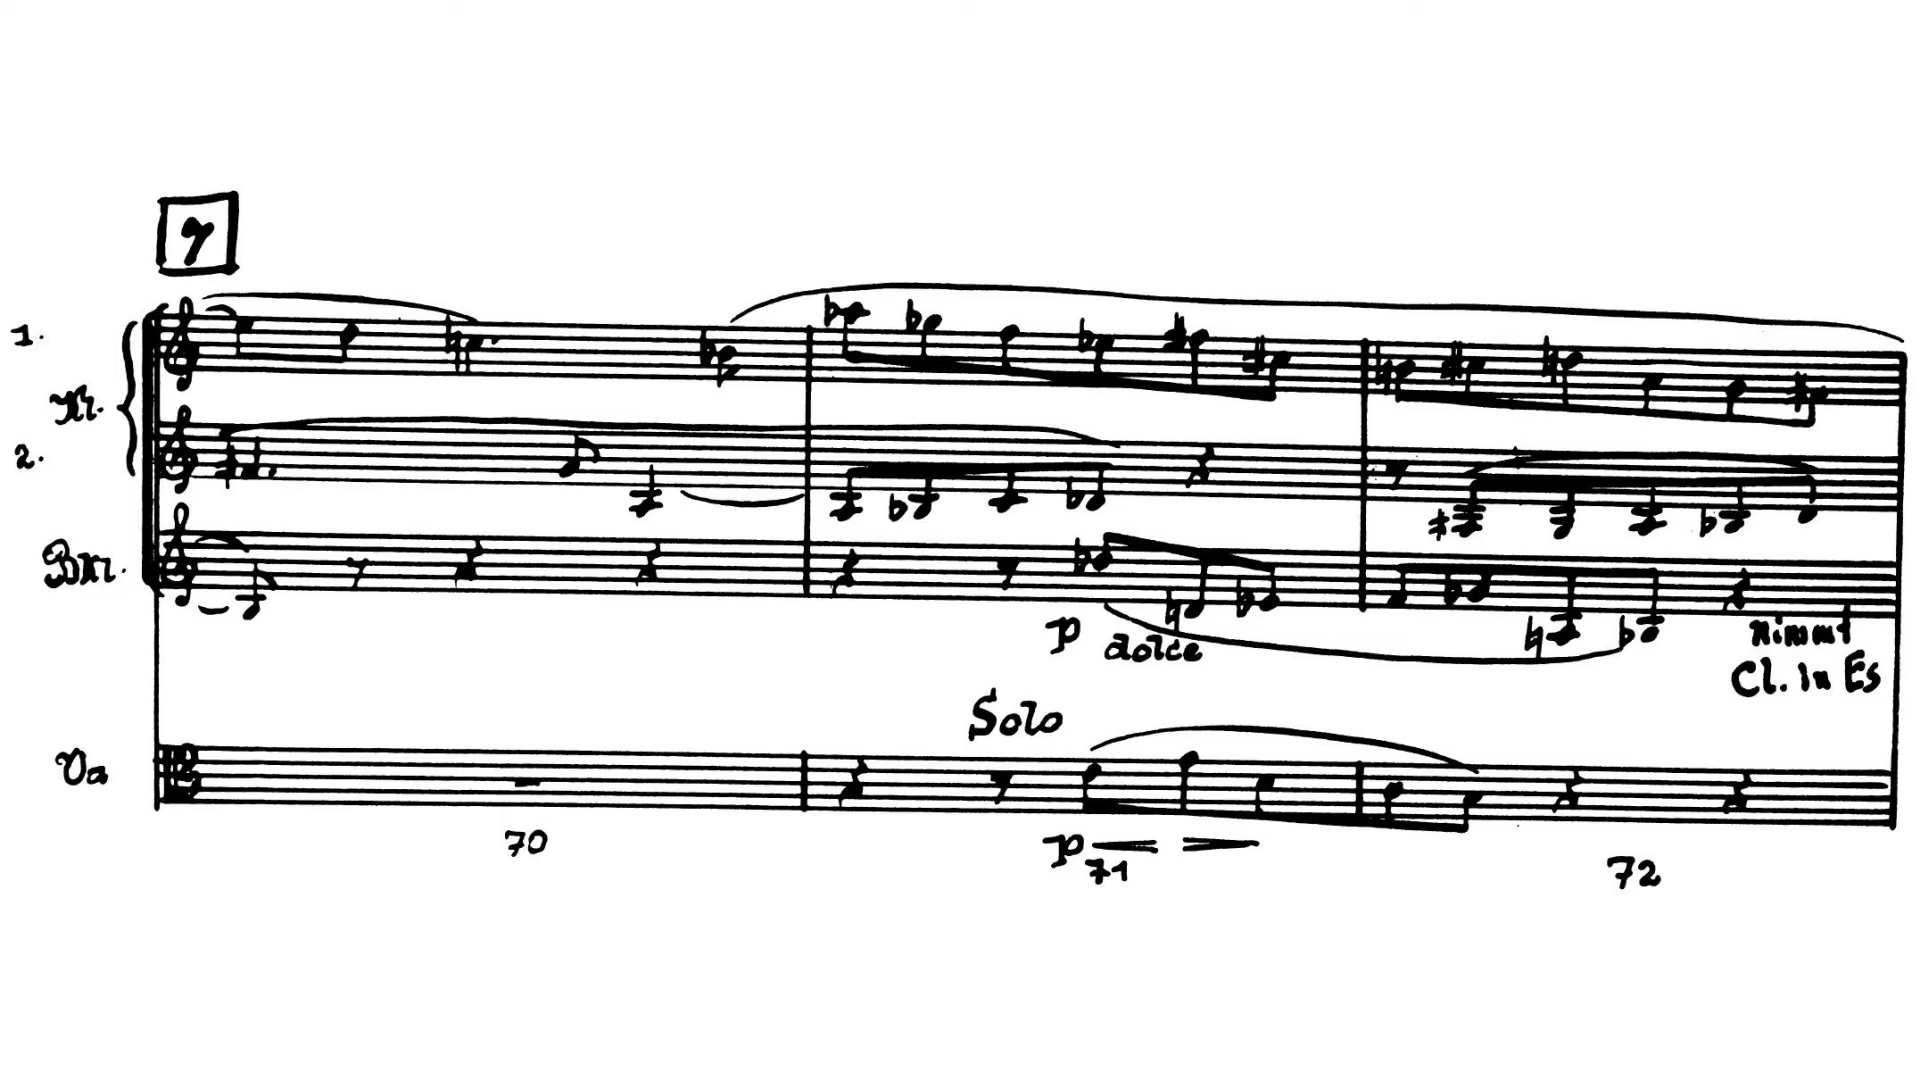 7
1.
Kl.
2.
BKl.
p
dolce
nimmt
Cl. in Es
Solo
Va
p
70
71
72